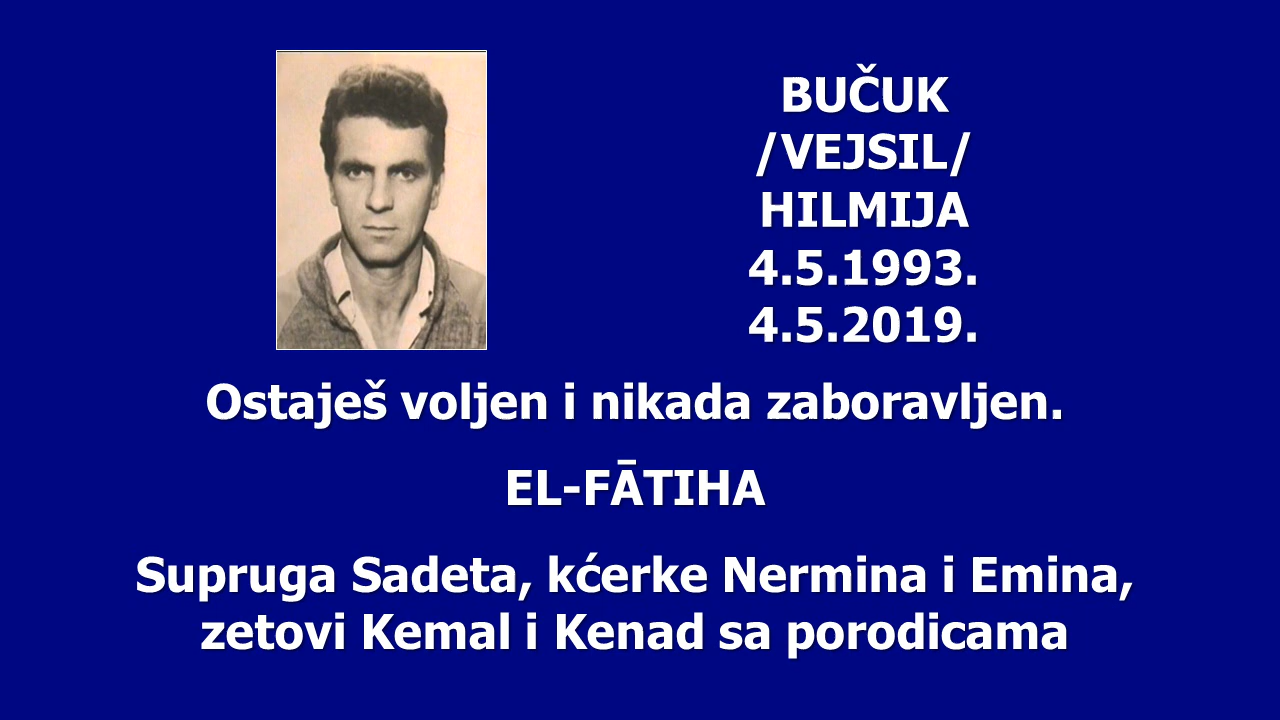 BUČUK
/VEJSIL/
HILMIJA
4.5.1993.
4.5.2019.
Ostaješ voljen i nikada zaboravljen.
EL-FĀTIHA
Supruga Sadeta, kćerke Nermina i Emina,
zetovi Kemal i Kenad sa porodicama